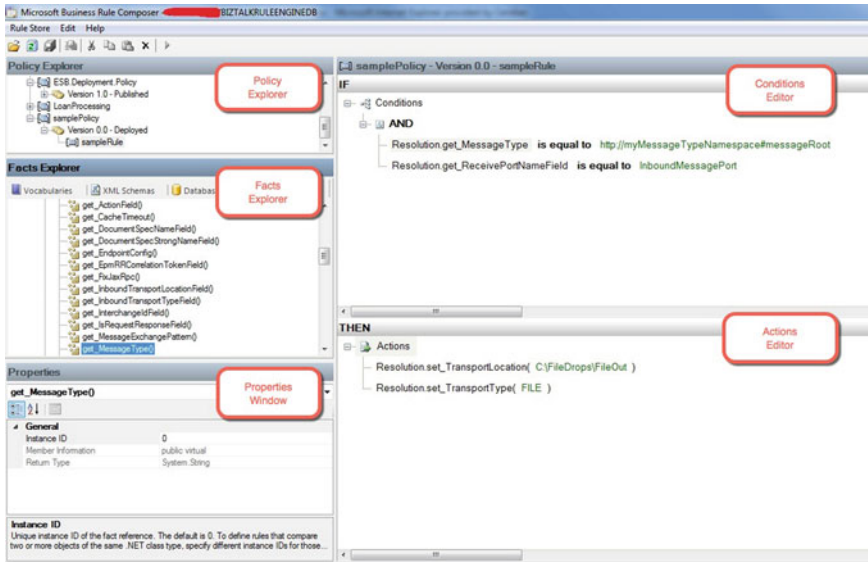 Microsoft Business Rule Composer
/BIZTALKRULEENGINEDB
Rule Store Edit Help
Policy Explorer
ESB.Deployment.Policy
Version 1.0 - Published
LoanProcessing
samplePolicy
Version 0.0 - Deployed
sampleRule
Policy Explorer
Facts Explorer
Vocabularies XML Schemas Databas
Facts Explorer
get_ActionField()
get_CacheTimeout()
get_DocumentSpecNameField()
get_DocumentSpecStrongNameField()
get_EndpointConfig()
get_EpmRRCorrelationTokenField()
get_FixJaxRpc()
get_InboundTransportLocationField()
get_InboundTransportTypeField()
get_InterchangeIdField()
get_IsRequestResponseField()
get_MessageExchangePattern()
get_MessageType()
Properties
get_MessageType()
Properties Window
General
Instance ID 0
Member Information public virtual
Return Type System.String
Instance ID
Unique instance ID of the fact reference. The default is 0. To define rules that compare
two or more objects of the same .NET class type, specify different instance IDs for those...
samplePolicy - Version 0.0 - sampleRule
IF
Conditions Editor
Conditions
AND
Resolution.get_MessageType is equal to http://myMessageTypeNamespace#messageRoot
Resolution.get_ReceivePortNameField is equal to InboundMessagePort
THEN
Actions Editor
Actions
Resolution.set_TransportLocation( C:\FileDrops\FileOut )
Resolution.set_TransportType( FILE )